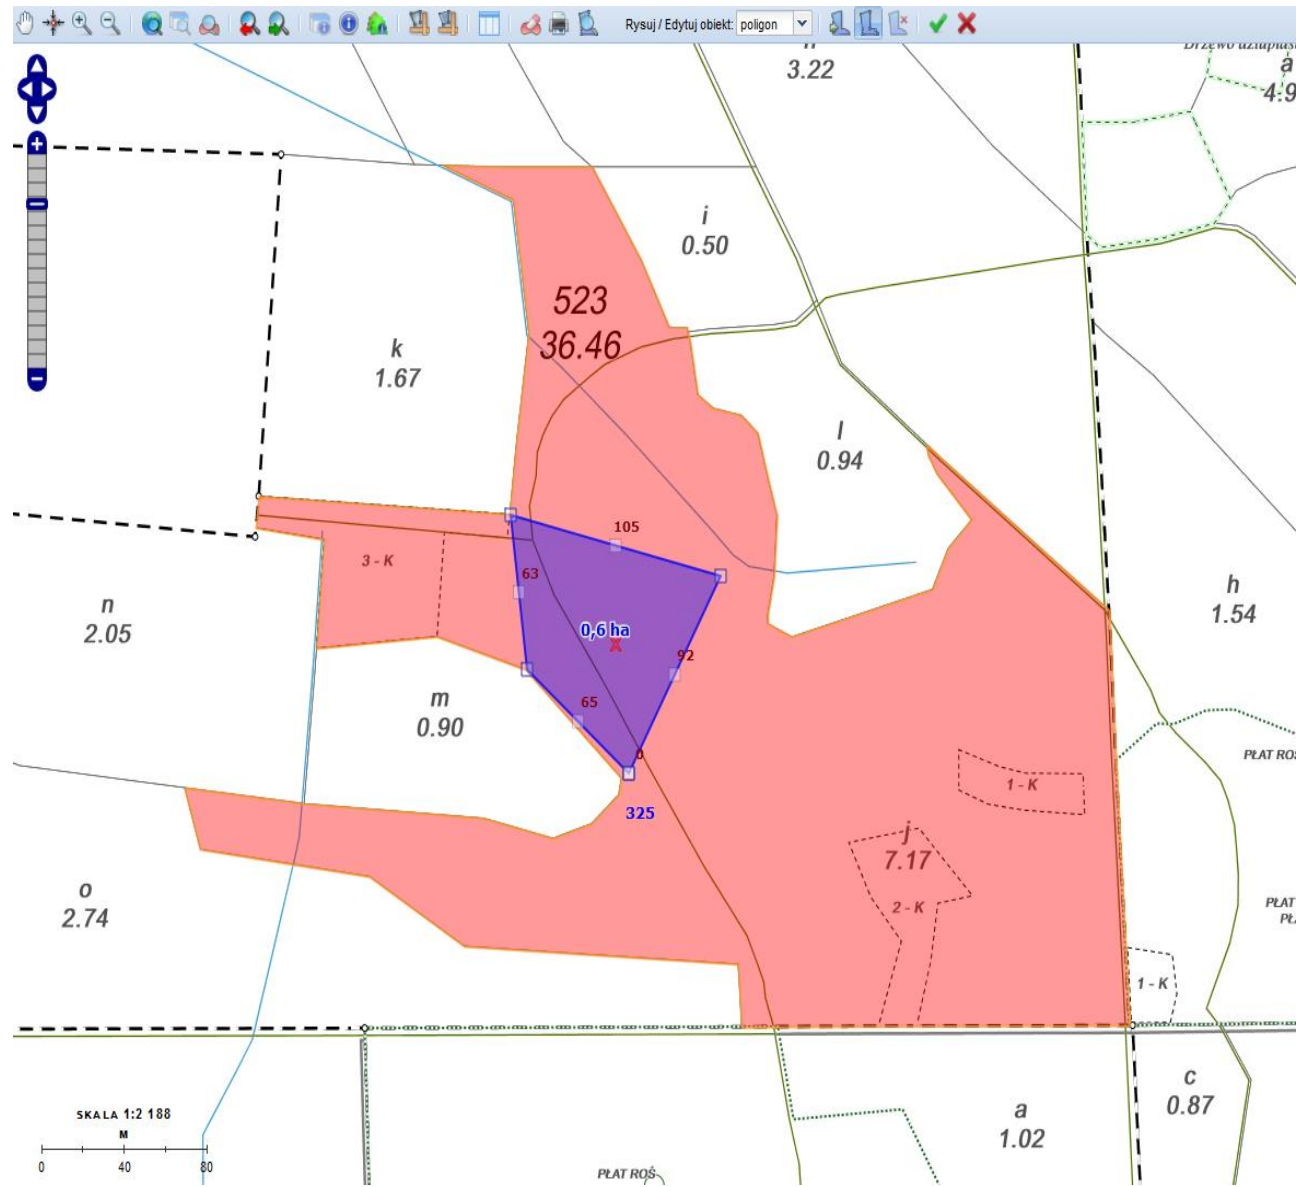 Rysuj / Edytuj obiekt: poligon
3.22
a
i
0.50
523
36.46
k
1.67
l
0.94
105
3 - K
63
h
1.54
n
2.05
0,6 ha
X
92
m
0.90
65
0
325
PŁAT ROŚ
1 - K
j
7.17
2 - K
o
2.74
PŁAT
1 - K
c
0.87
a
1.02
SKALA 1:2 188
M
0 40 80
PŁAT ROŚ